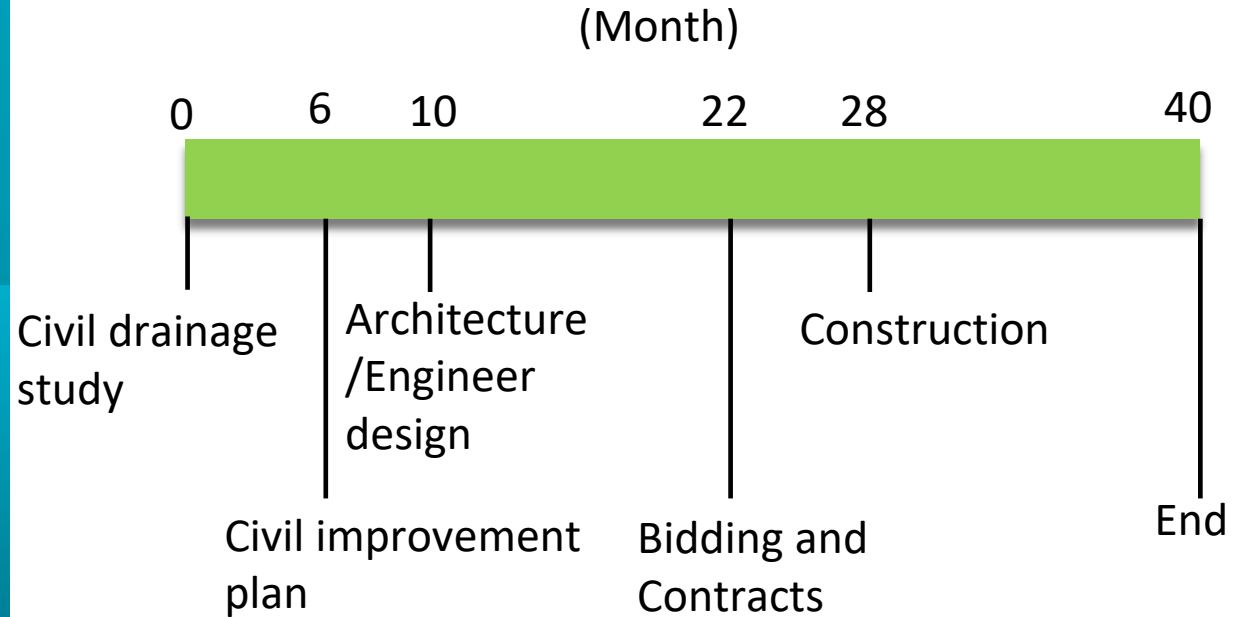 (Month)
0 6 10 22 28 40
Civil drainage
study
Architecture
/Engineer
design
Construction
Civil improvement
plan
Bidding and
Contracts
End